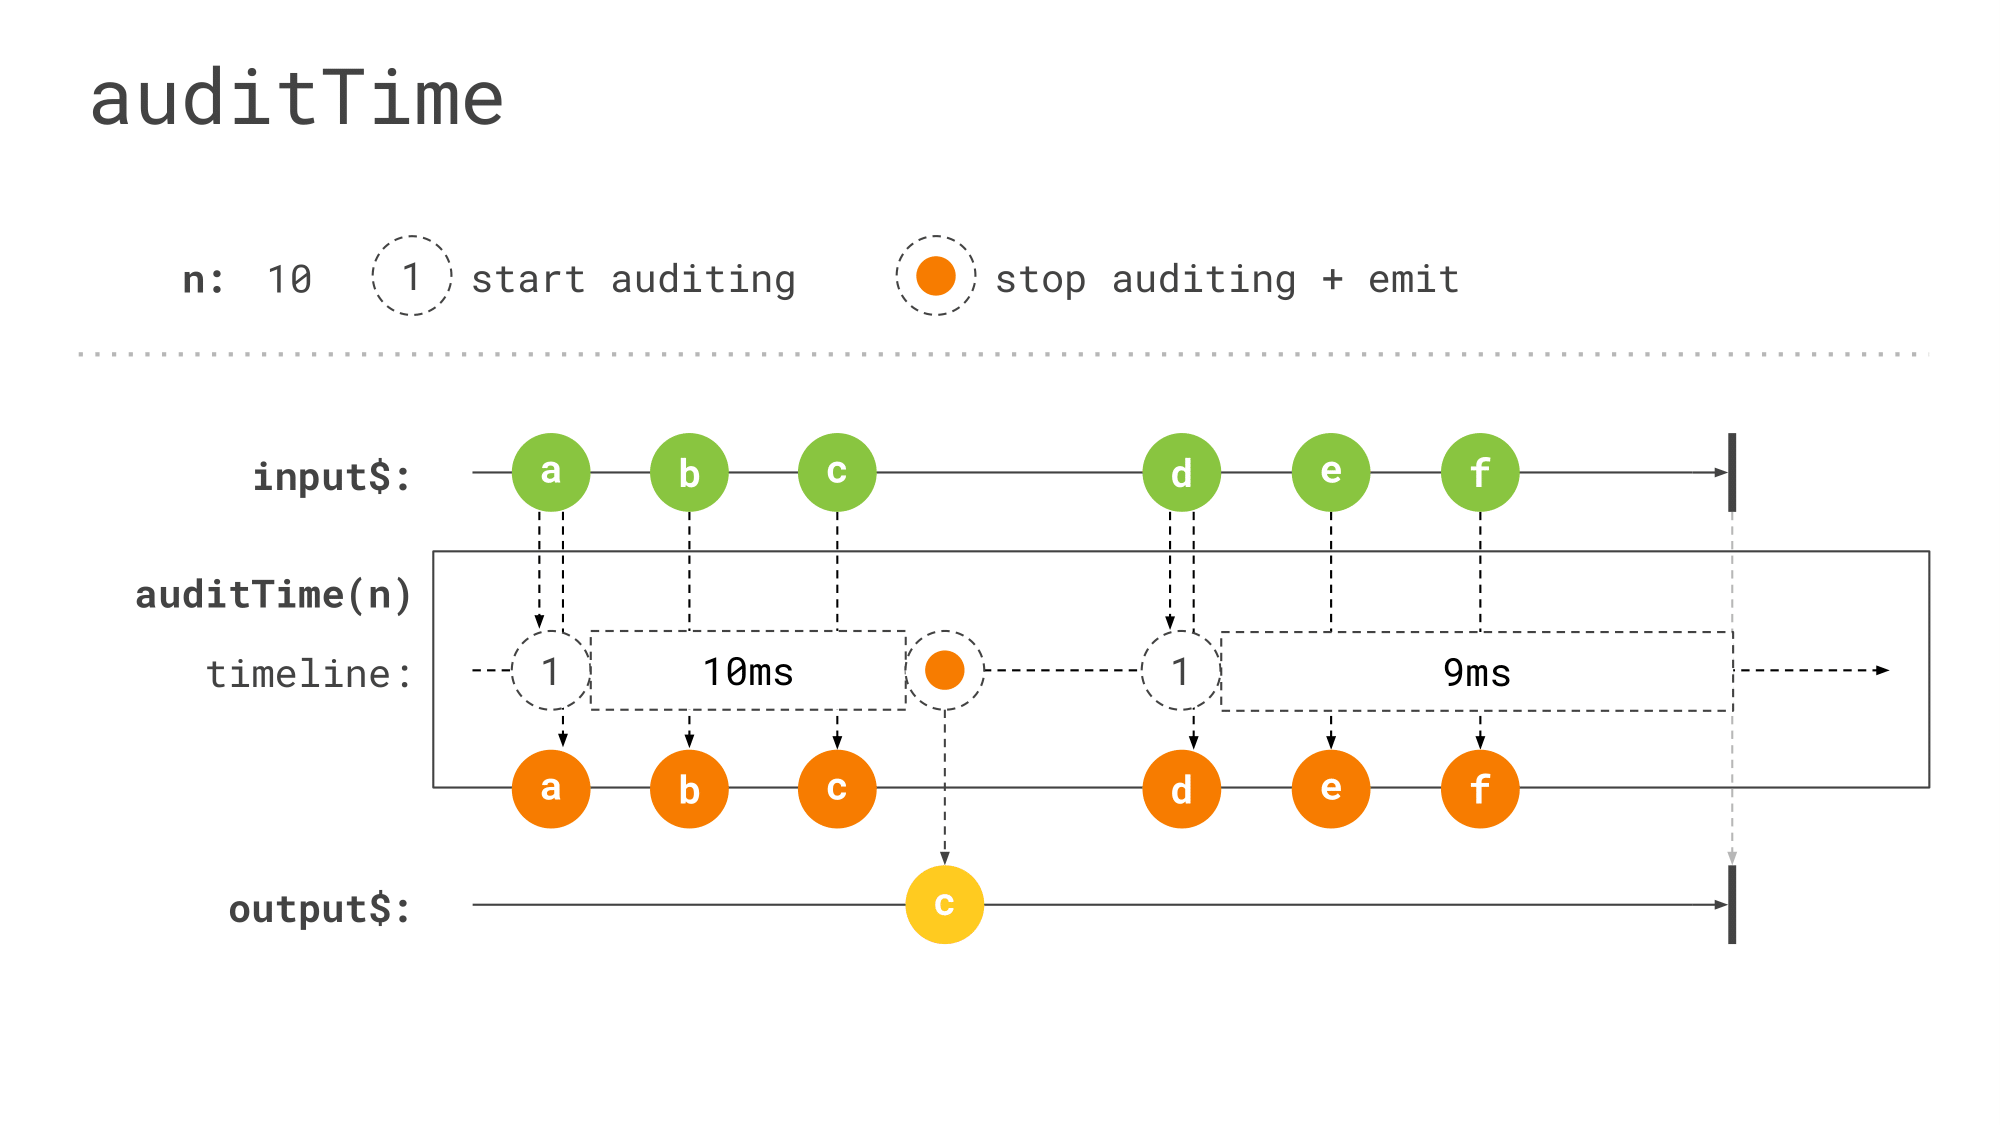 auditTime
n: 10 1 start auditing stop auditing + emit
input$: a b c d e f
auditTime(n)
timeline: 1 10ms 1 9ms
a b c d e f
output$: c